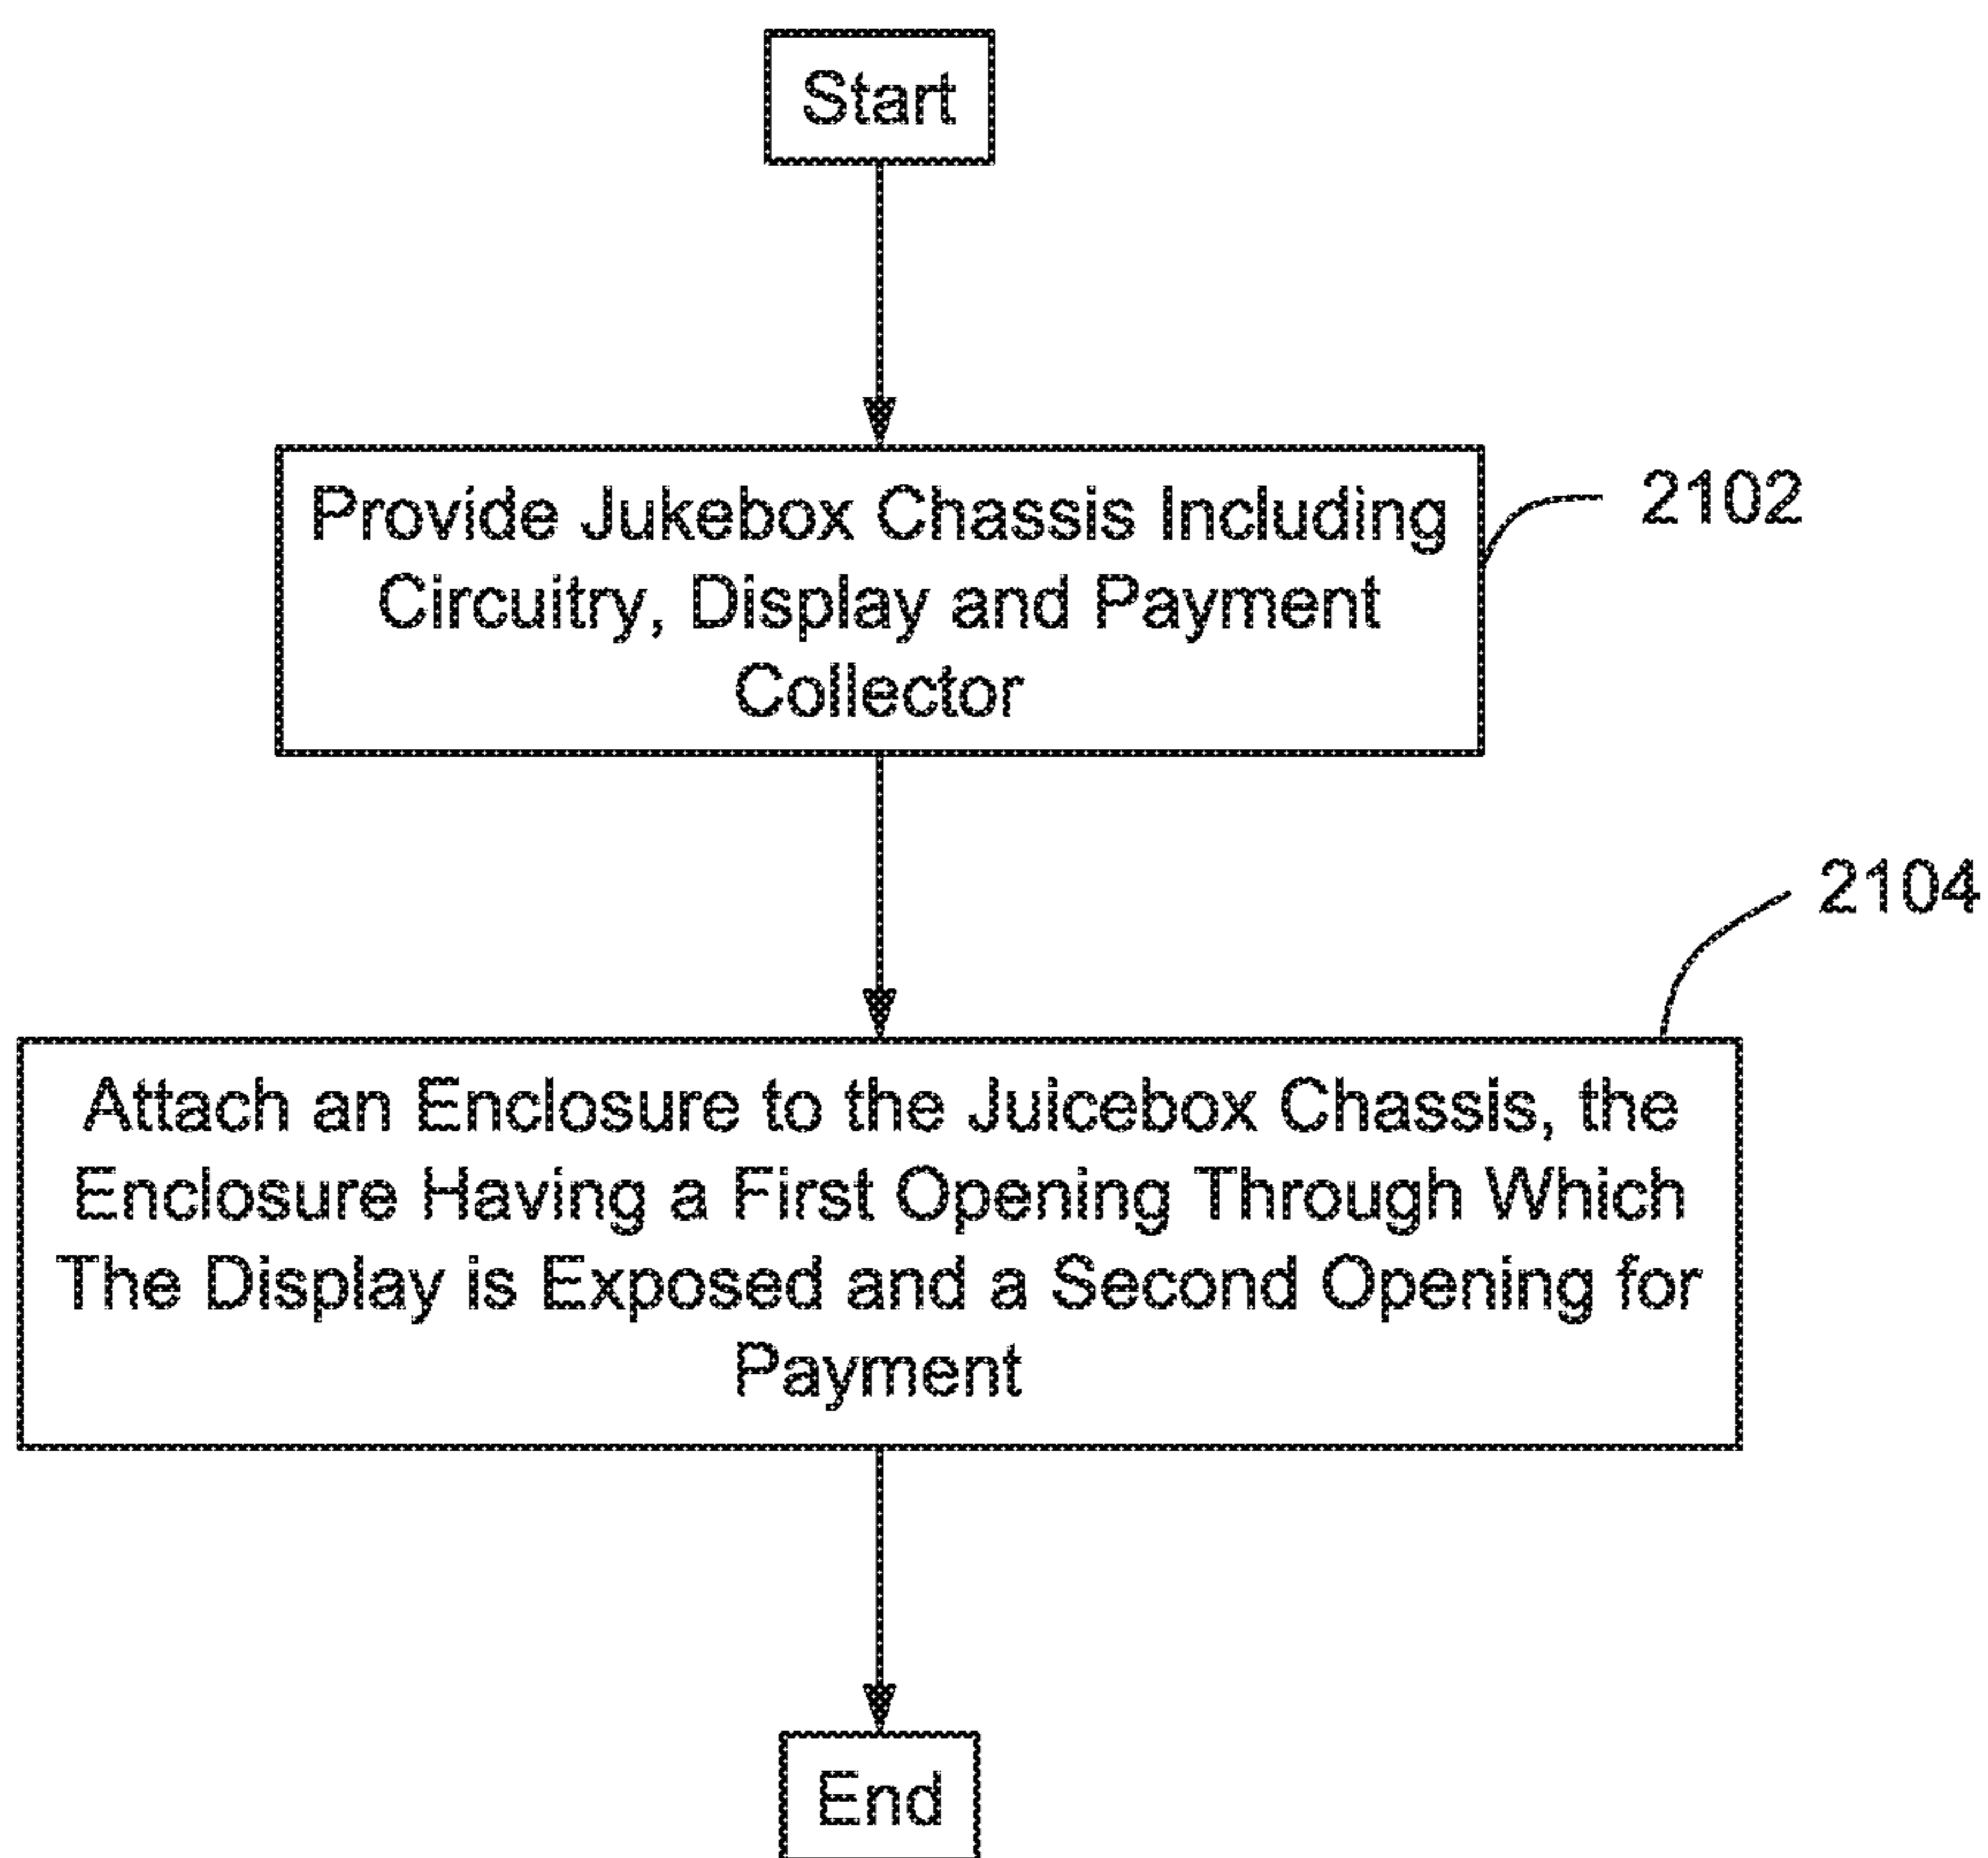 Start
Provide Jukebox Chassis Including
Circuitry, Display and Payment
Collector
2102
2104
Attach an Enclosure to the Juicebox Chassis, the
Enclosure Having a First Opening Through Which
The Display is Exposed and a Second Opening for
Payment
End